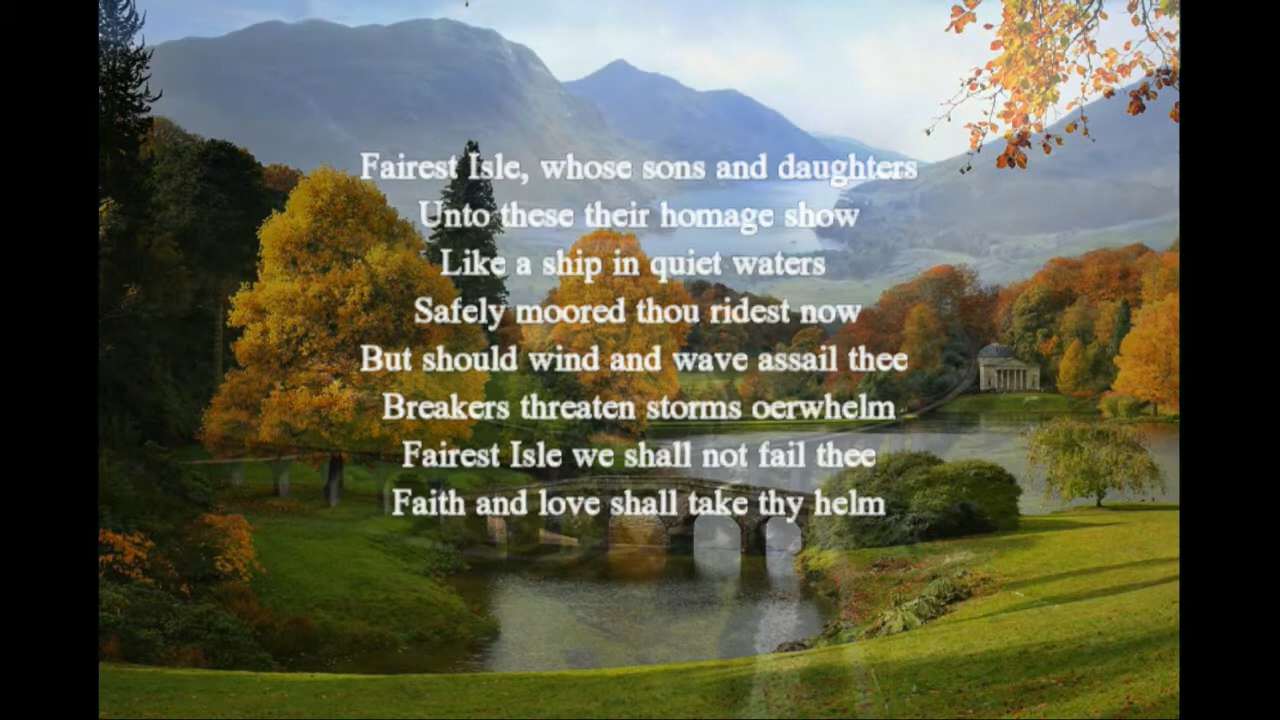 Fairest Isle, whose sons and daughters
Unto these their homage show
Like a ship in quiet waters
Safely moored thou ridest now
But should wind and wave assail thee
Breakers threaten storms oerwhelm
Fairest Isle we shall not fail thee
Faith and love shall take thy helm